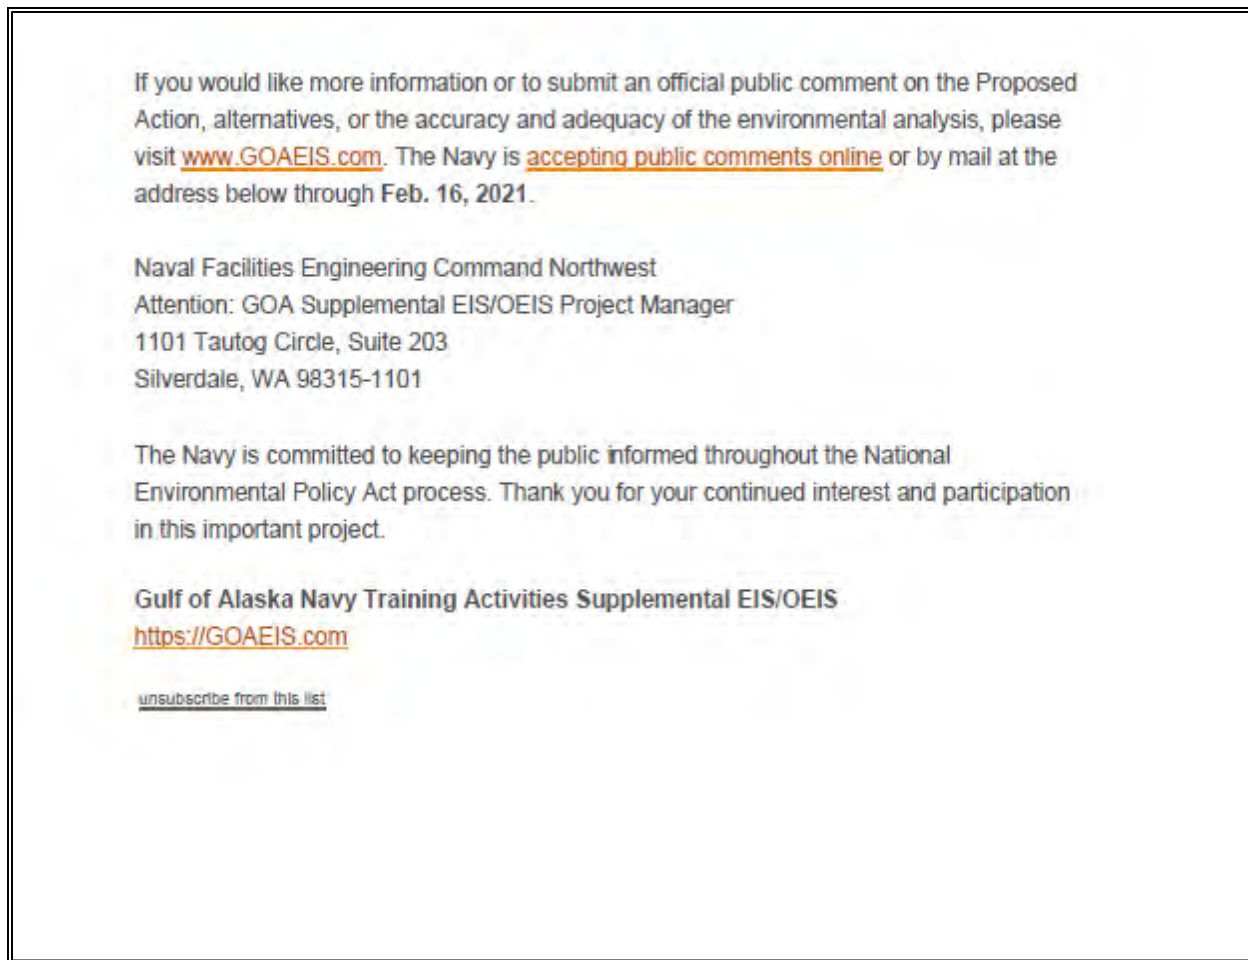 If you would like more information or to submit an official public comment on the Proposed
Action, alternatives, or the accuracy and adequacy of the environmental analysis, please
visit www.GOAEIS.com. The Navy is accepting public comments online or by mail at the
address below through Feb. 16, 2021.
Naval Facilities Engineering Command Northwest
Attention: GOA Supplemental EIS/OEIS Project Manager
1101 Tautog Circle, Suite 203
Silverdale, WA 98315-1101
The Navy is committed to keeping the public informed throughout the National
Environmental Policy Act process. Thank you for your continued interest and participation
in this important project.
Gulf of Alaska Navy Training Activities Supplemental EIS/OEIS
https://GOAEIS.com
unsubscribe from this list